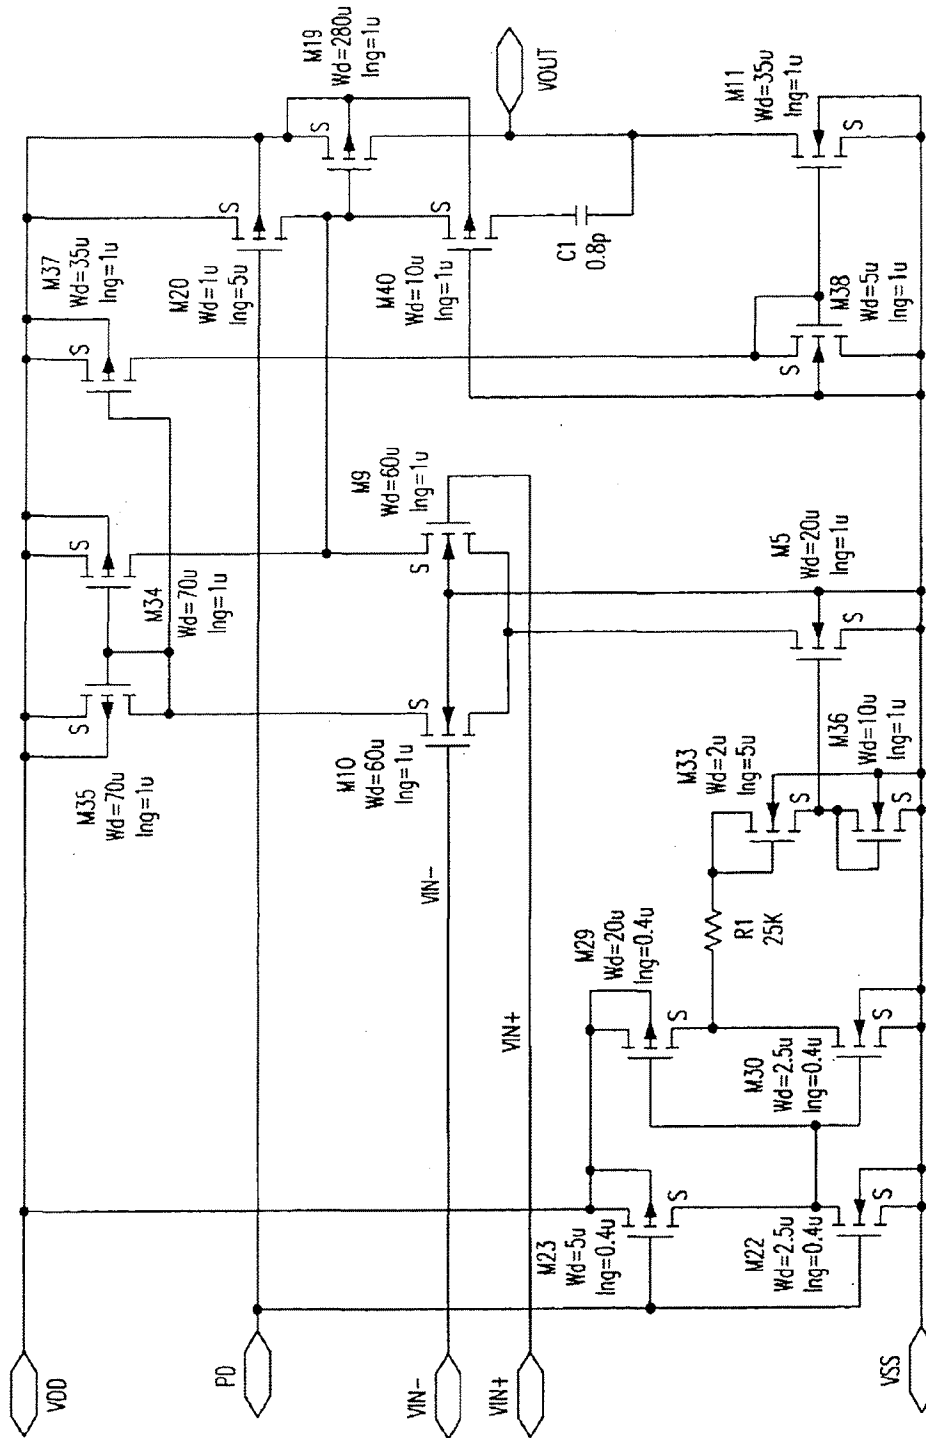 VDD
M35
Wd=70u
lng=1u
S
S
M34
Wd=70u
lng=1u
S
M37
Wd=35u
lng=1u
PD
M20
Wd=1u
lng=5u
S
M19
Wd=280u
lng=1u
S
VIN-
VIN-
M10
Wd=60u
lng=1u
S
M9
Wd=60u
lng=1u
S
M40
Wd=10u
lng=1u
S
VIN+
VIN+
VOUT
C1
0.8p
M23
Wd=5u
lng=0.4u
S
M29
Wd=20u
lng=0.4u
S
R1
25K
M33
Wd=2u
lng=5u
S
M22
Wd=2.5u
lng=0.4u
S
M30
Wd=2.5u
lng=0.4u
S
M36
Wd=10u
lng=1u
S
M5
Wd=20u
lng=1u
S
S
M38
Wd=5u
lng=1u
M11
Wd=35u
lng=1u
S
VSS